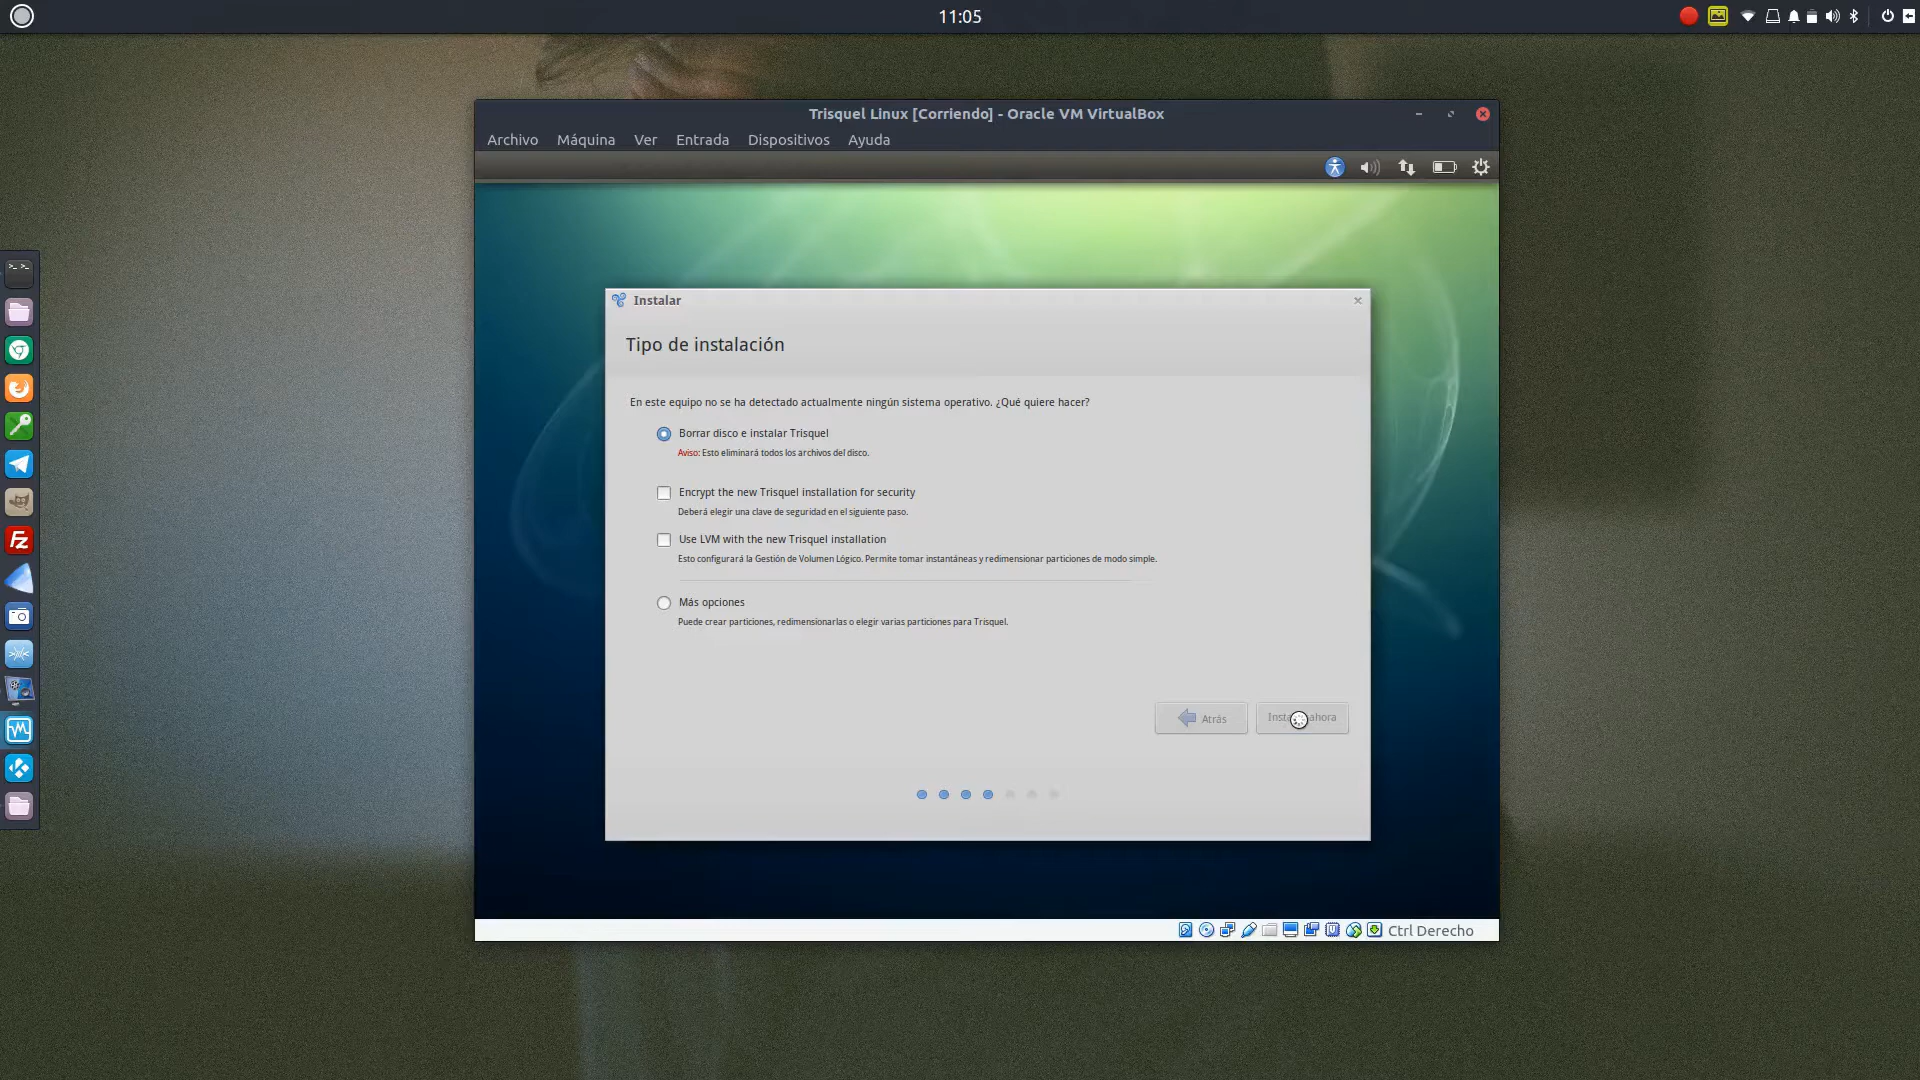 11:05
Trisquel Linux [Corriendo] - Oracle VM VirtualBox
Archivo Máquina Ver Entrada Dispositivos Ayuda
Instalar
Tipo de instalación
En este equipo no se ha detectado actualmente ningún sistema operativo. ¿Qué quiere hacer?
Borrar disco e instalar Trisquel
Aviso: Esto eliminará todos los archivos del disco.
Encrypt the new Trisquel installation for security
Deberá elegir una clave de seguridad en el siguiente paso.
Use LVM with the new Trisquel installation
Esto configurará la Gestión de Volumen Lógico. Permite tomar instantáneas y redimensionar particiones de modo simple.
Más opciones
Puede crear particiones, redimensionarlas o elegir varias particiones para Trisquel.
Atrás
ahora
Fz
Ctrl Derecho